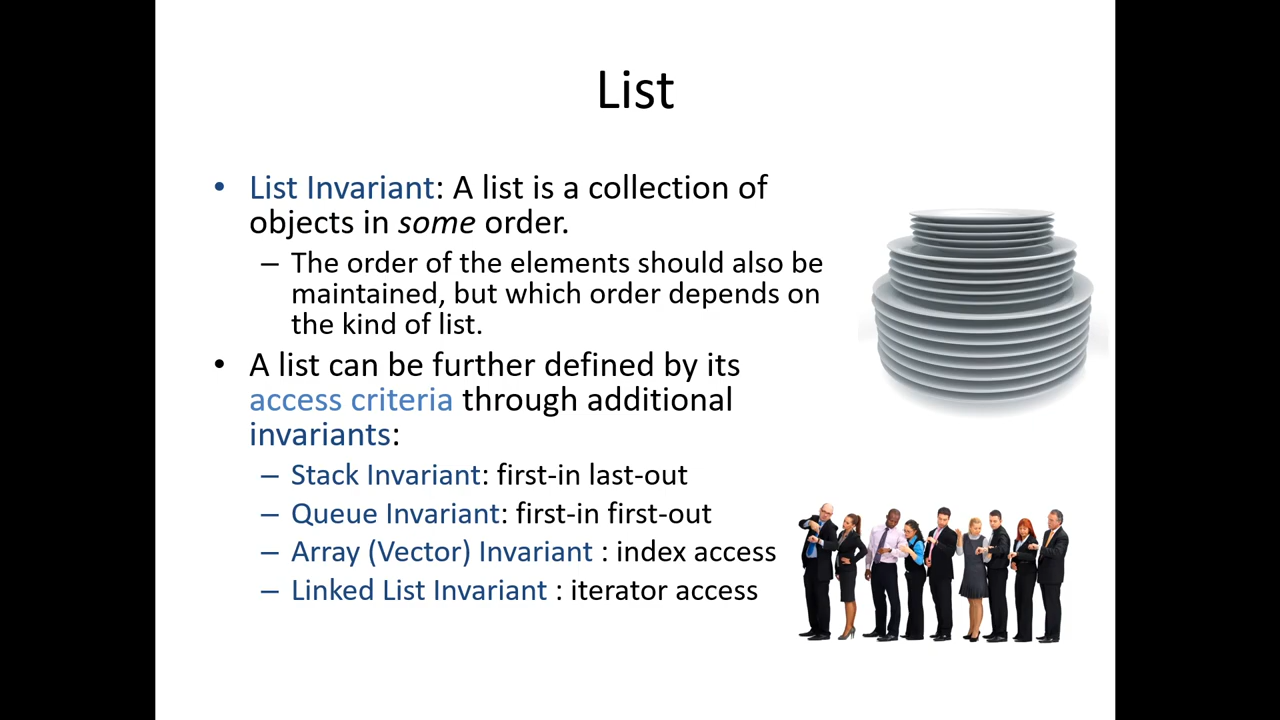 List
• List Invariant: A list is a collection of
objects in some order.
– The order of the elements should also be
maintained, but which order depends on
the kind of list.
• A list can be further defined by its
access criteria through additional
invariants:
– Stack Invariant: first-in last-out
– Queue Invariant: first-in first-out
– Array (Vector) Invariant : index access
– Linked List Invariant : iterator access